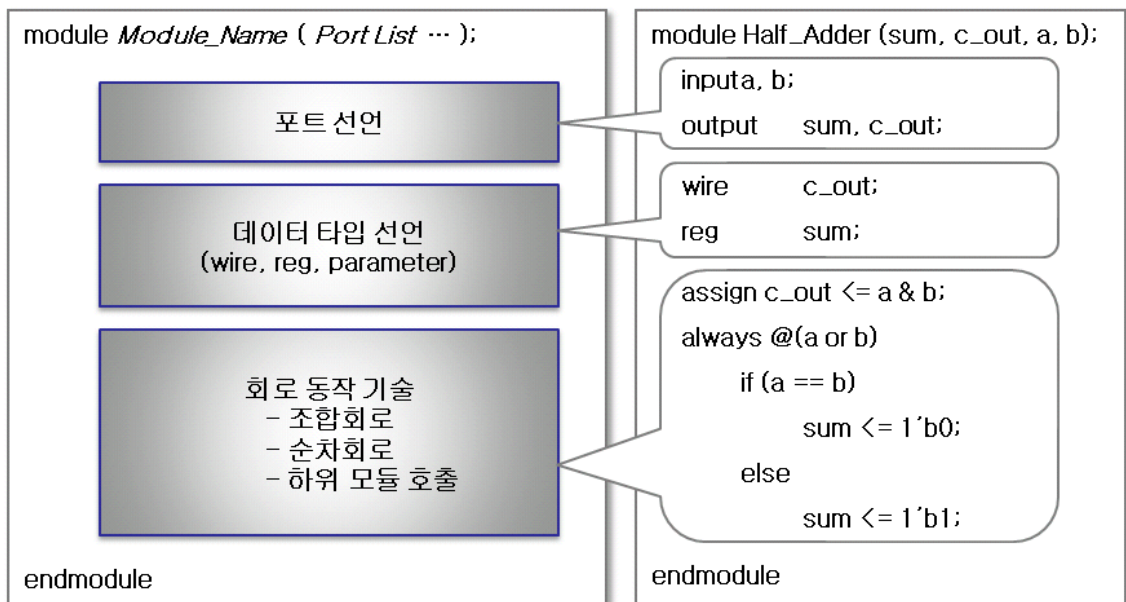 module Module_Name ( Port List ··· );
포트 선언
데이터 타입 선언
(wire, reg, parameter)
회로 동작 기술
- 조합회로
- 순차회로
- 하위 모듈 호출
endmodule
module Half_Adder (sum, c_out, a, b);
inputa, b;
output sum, c_out;
wire c_out;
reg sum;
assign c_out <= a & b;
always @(a or b)
if (a == b)
sum <= 1'b0;
else
sum <= 1'b1;
endmodule